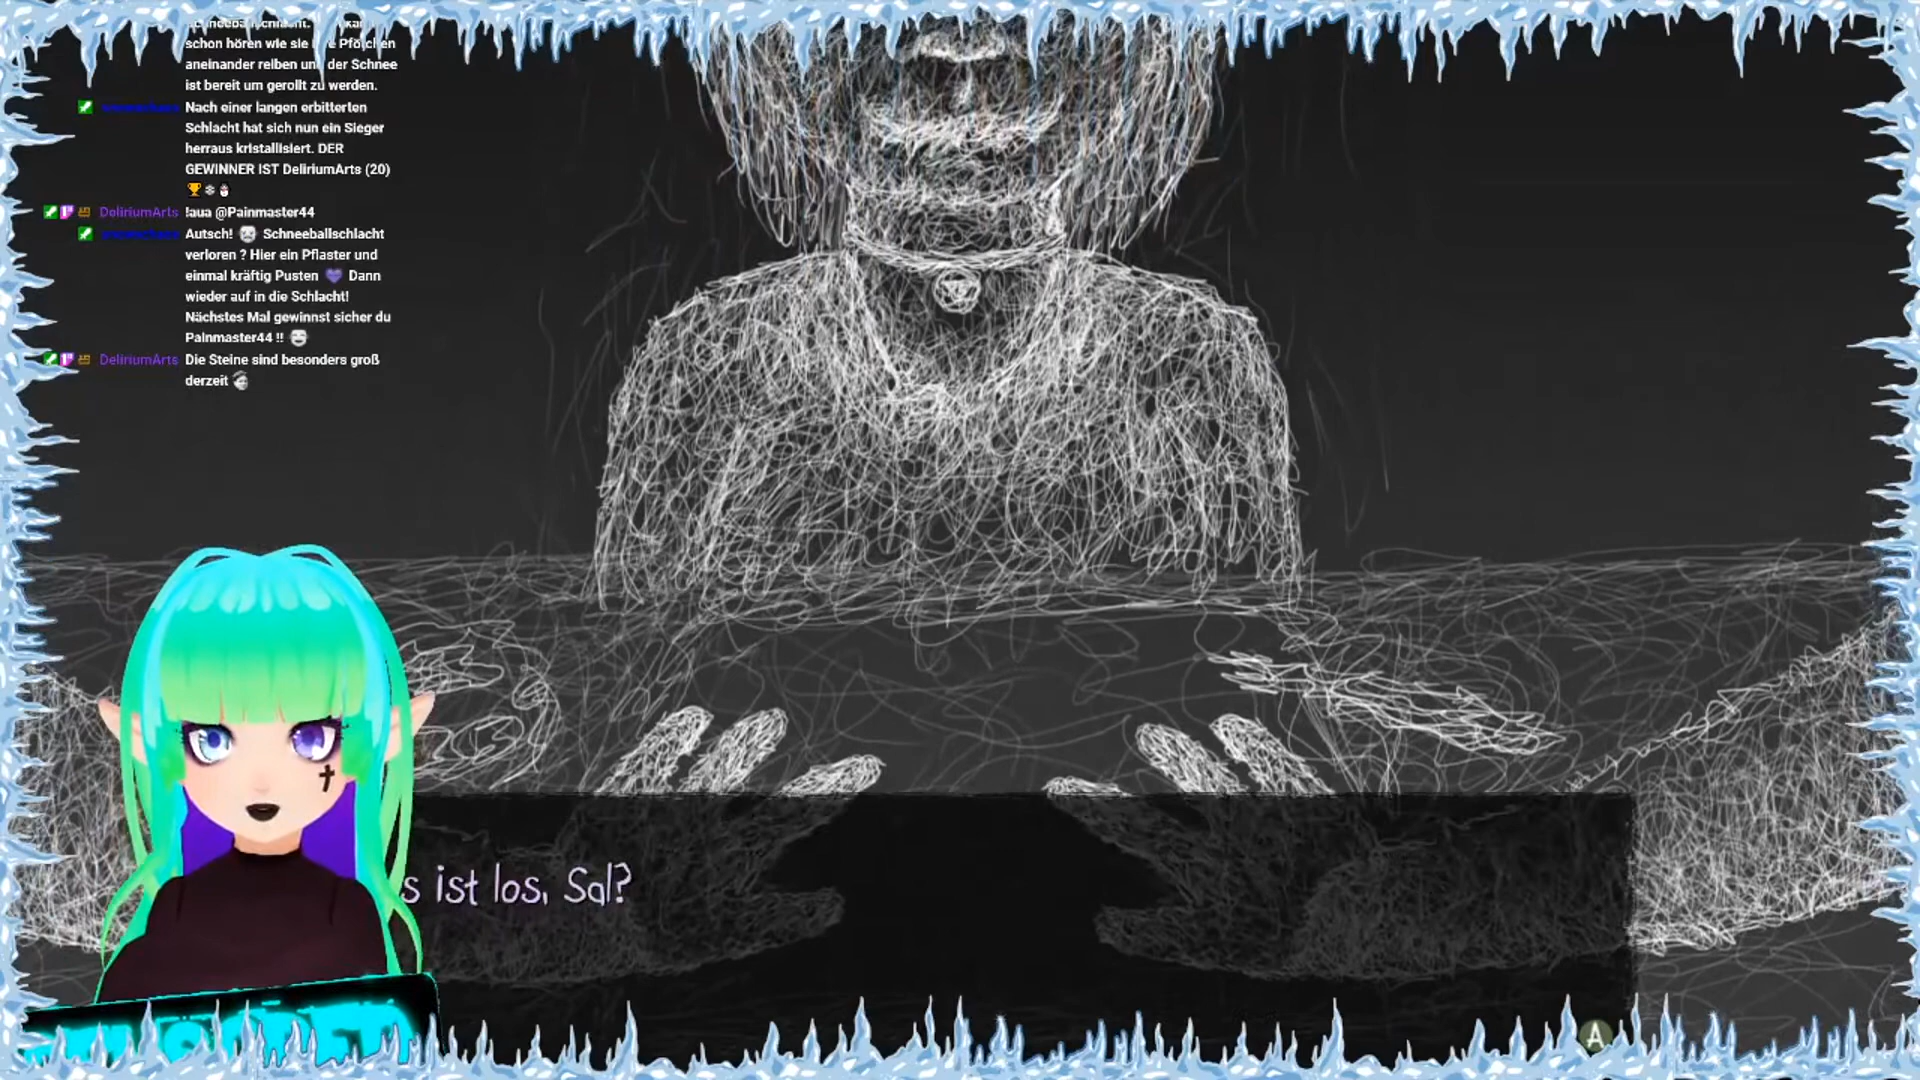 schon hören wie sie
aneinander reiben und der Schnee
ist bereit um gerollt zu werden.
Nach einer langen erbitterten
Schlacht hat sich nun ein Sieger
herraus kristallisiert. DER
GEWINNER IST DeliriumArts (20)
DeliriumArts !aua @Painmaster44
Autsch! Schneeballschlacht
verloren ? Hier ein Pflaster und
einmal kräftig Pusten Dann
wieder auf in die Schlacht!
Nächstes Mal gewinnst sicher du
Painmaster44 !!
DeliriumArts Die Steine sind besonders groß
derzeit
s ist los, Sal?
A